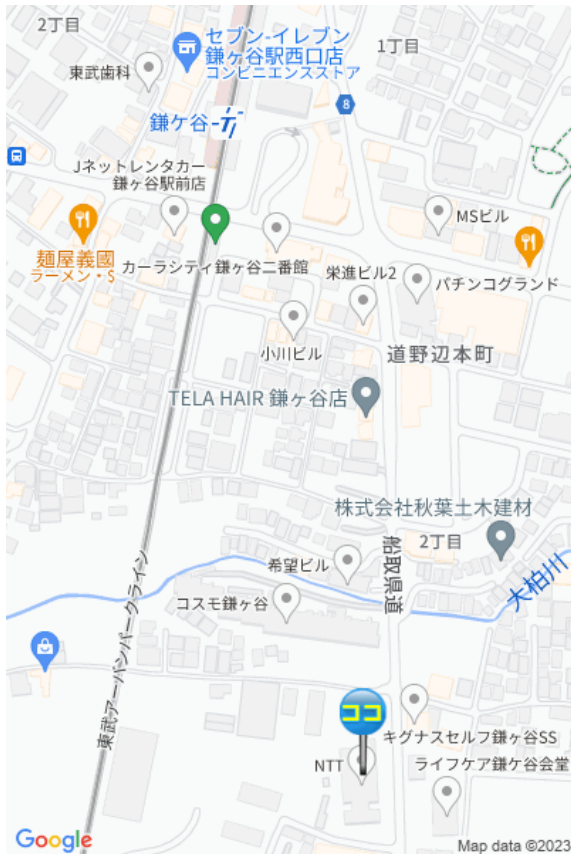 2丁目
セブン-イレブン
鎌ヶ谷駅西口店
コンビニエンスストア
1丁目
東武歯科
8
鎌ケ谷
Jネットレンタカー
鎌ヶ谷駅前店
MSビル
麺屋義國
ラーメン・S
カーラシティ鎌ヶ谷二番館
栄進ビル2
パチンコグランド
小川ビル
道野辺本町
TELA HAIR 鎌ヶ谷店
株式会社秋葉土木建材
船取県道
2丁目
希望ビル
大柏川
コスモ鎌ヶ谷
東武アーバンパークライン
ココ
キグナスセルフ鎌ヶ谷SS
NTT
ライフケア鎌ケ谷会堂
Google
Map data ©2023